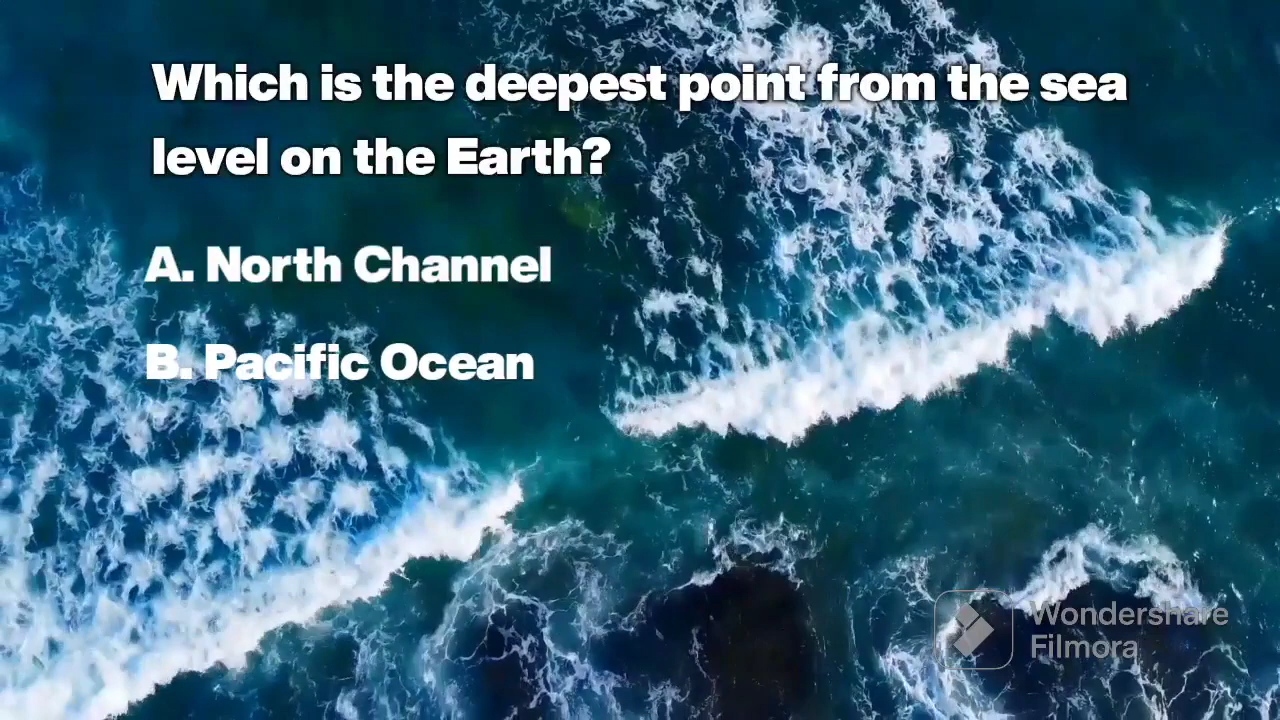 Which is the deepest point from the sea
level on the Earth?
A. North Channel
B. Pacific Ocean
Wondershare
Filmora